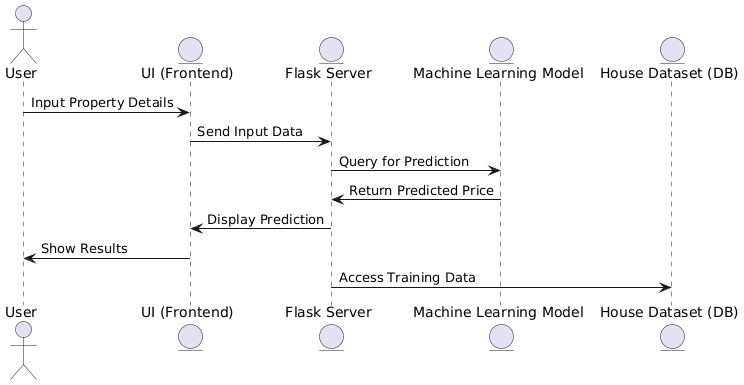 User
UI (Frontend)
Flask Server
Machine Learning Model
House Dataset (DB)
Input Property Details
Send Input Data
Query for Prediction
Return Predicted Price
Display Prediction
Show Results
Access Training Data
User
UI (Frontend)
Flask Server
Machine Learning Model
House Dataset (DB)